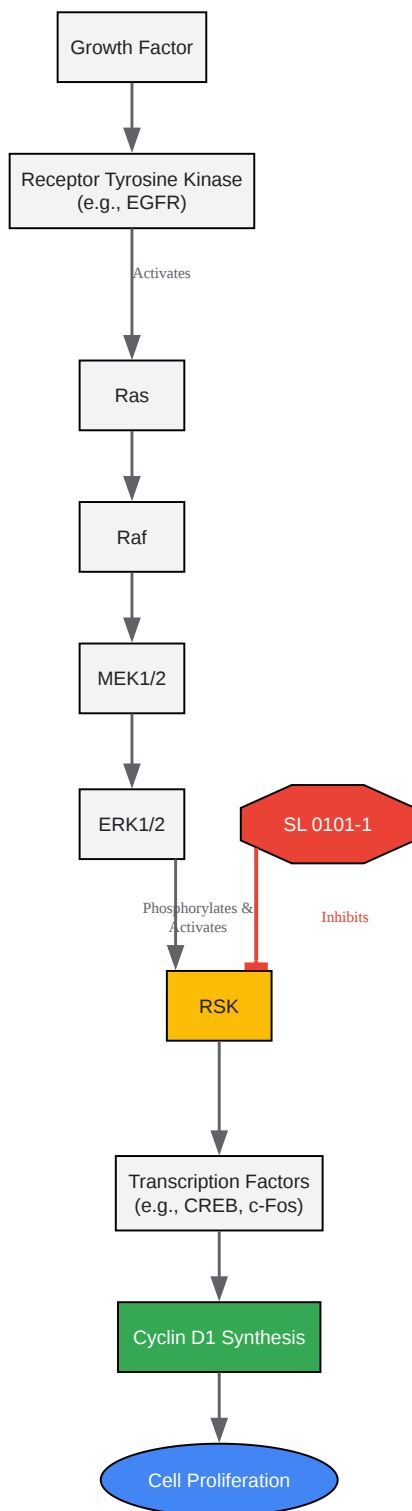 Growth Factor
Receptor Tyrosine Kinase
(e.g., EGFR)
Activates
Ras
Raf
MEK1/2
ERK1/2
SL 0101-1
Phosphorylates &
Activates
Inhibits
RSK
Transcription Factors
(e.g., CREB, c-Fos)
Cyclin D1 Synthesis
Cell Proliferation